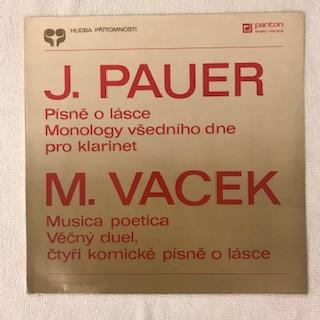 HUDBA PŘÍTOMNOSTI
panton
J. PAUER
Písně o lásce
Monology všedního dne
pro klarinet
M. VACEK
Musica poetica
Věčný duel,
čtyři komické písně o lásce